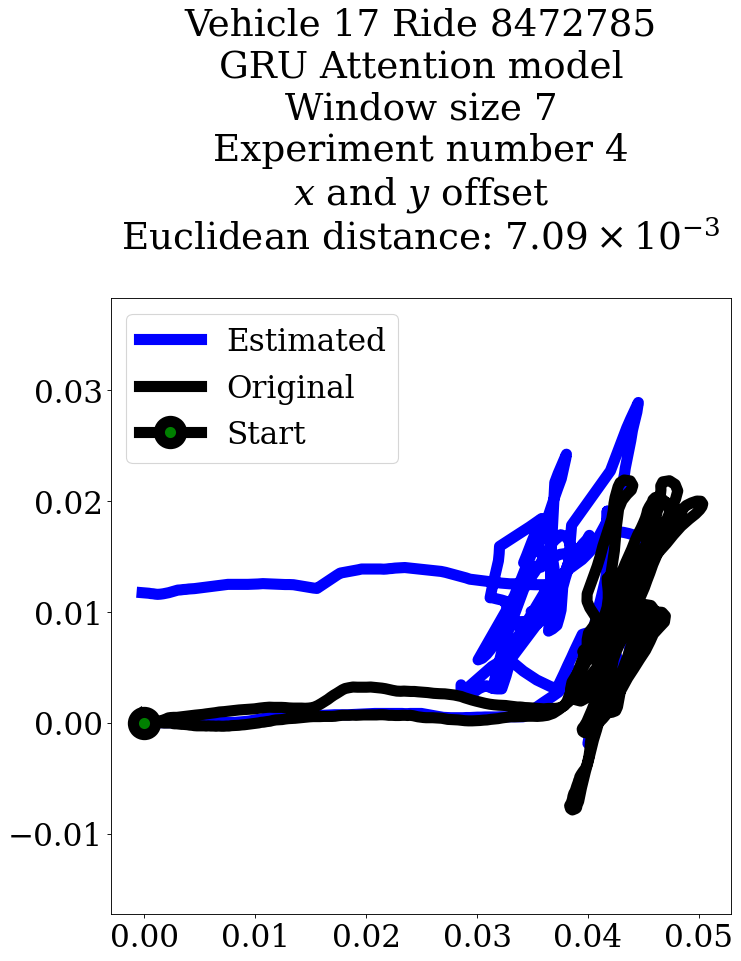 Vehicle 17 Ride 8472785
GRU Attention model
Window size 7
Experiment number 4
x and y offset
Euclidean distance: 7.09 × 10⁻³
Estimated
Original
Start
0.03
0.02
0.01
0.00
−0.01
0.00 0.01 0.02 0.03 0.04 0.05